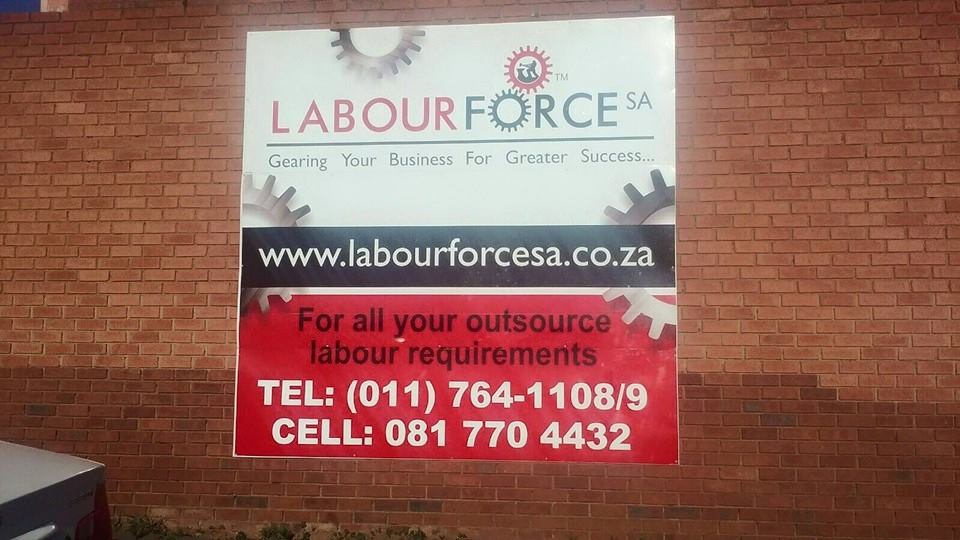 LABOURFORCE SA
TM
Gearing Your Business For Greater Success...
www.labourforcesa.co.za
For all your outsource
labour requirements
TEL: (011) 764-1108/9
CELL: 081 770 4432